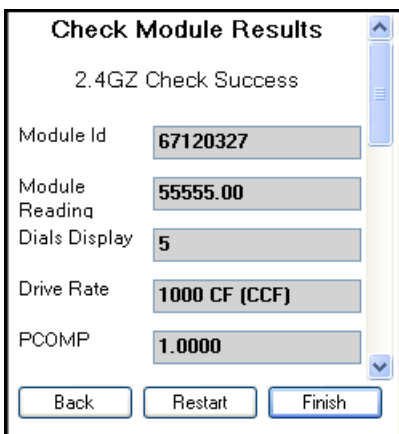 Check Module Results
2.4GZ Check Success
Module Id 67120327
Module
Reading 55555.00
Dials Display 5
Drive Rate 1000 CF (CCF)
PCOMP 1.0000
Back Restart Finish